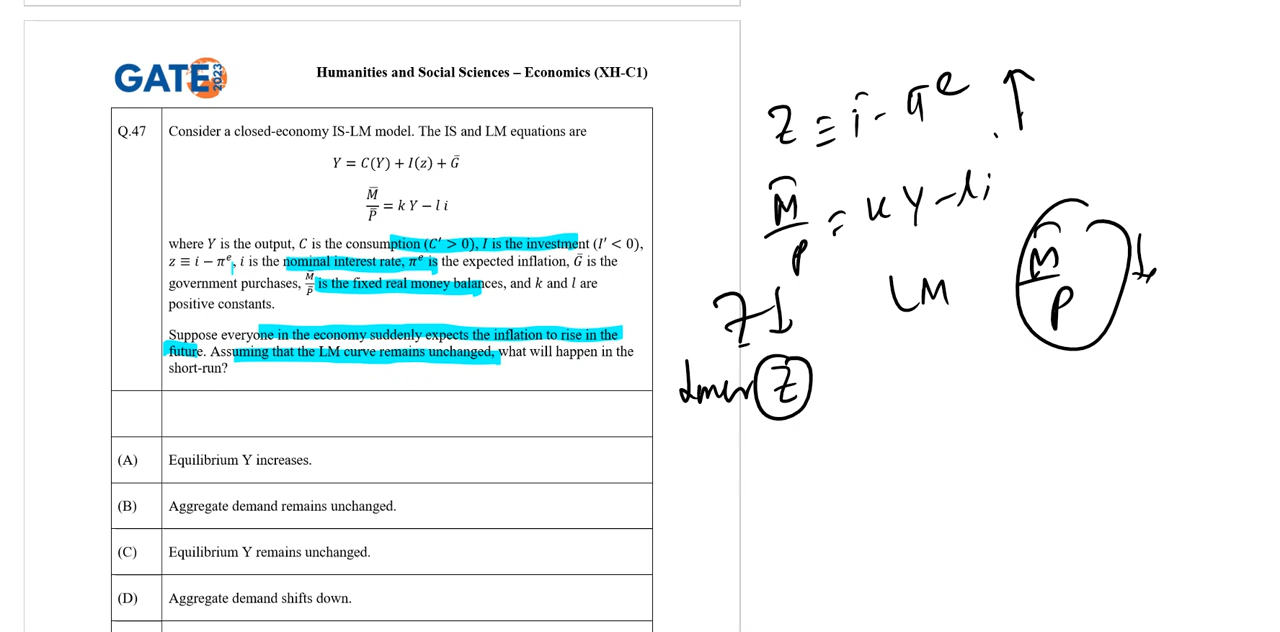 GATE 2023
Humanities and Social Sciences – Economics (XH-C1)
Q.47 Consider a closed-economy IS-LM model. The IS and LM equations are
Y = C(Y) + I(z) + Ḡ
M̄/P̄ = k Y − l i
where Y is the output, C is the consumption (C′ > 0), I is the investment (I′ < 0),
z ≡ i − πᵉ, i is the nominal interest rate, πᵉ is the expected inflation, Ḡ is the
government purchases, M̄/P̄ is the fixed real money balances, and k and l are
positive constants.
Suppose everyone in the economy suddenly expects the inflation to rise in the
future. Assuming that the LM curve remains unchanged, what will happen in the
short-run?
(A) Equilibrium Y increases.
(B) Aggregate demand remains unchanged.
(C) Equilibrium Y remains unchanged.
(D) Aggregate demand shifts down.
z ≡ i − πᵉ ↑
M̄/P = kY − li
z↓
LM
M̄/P
z